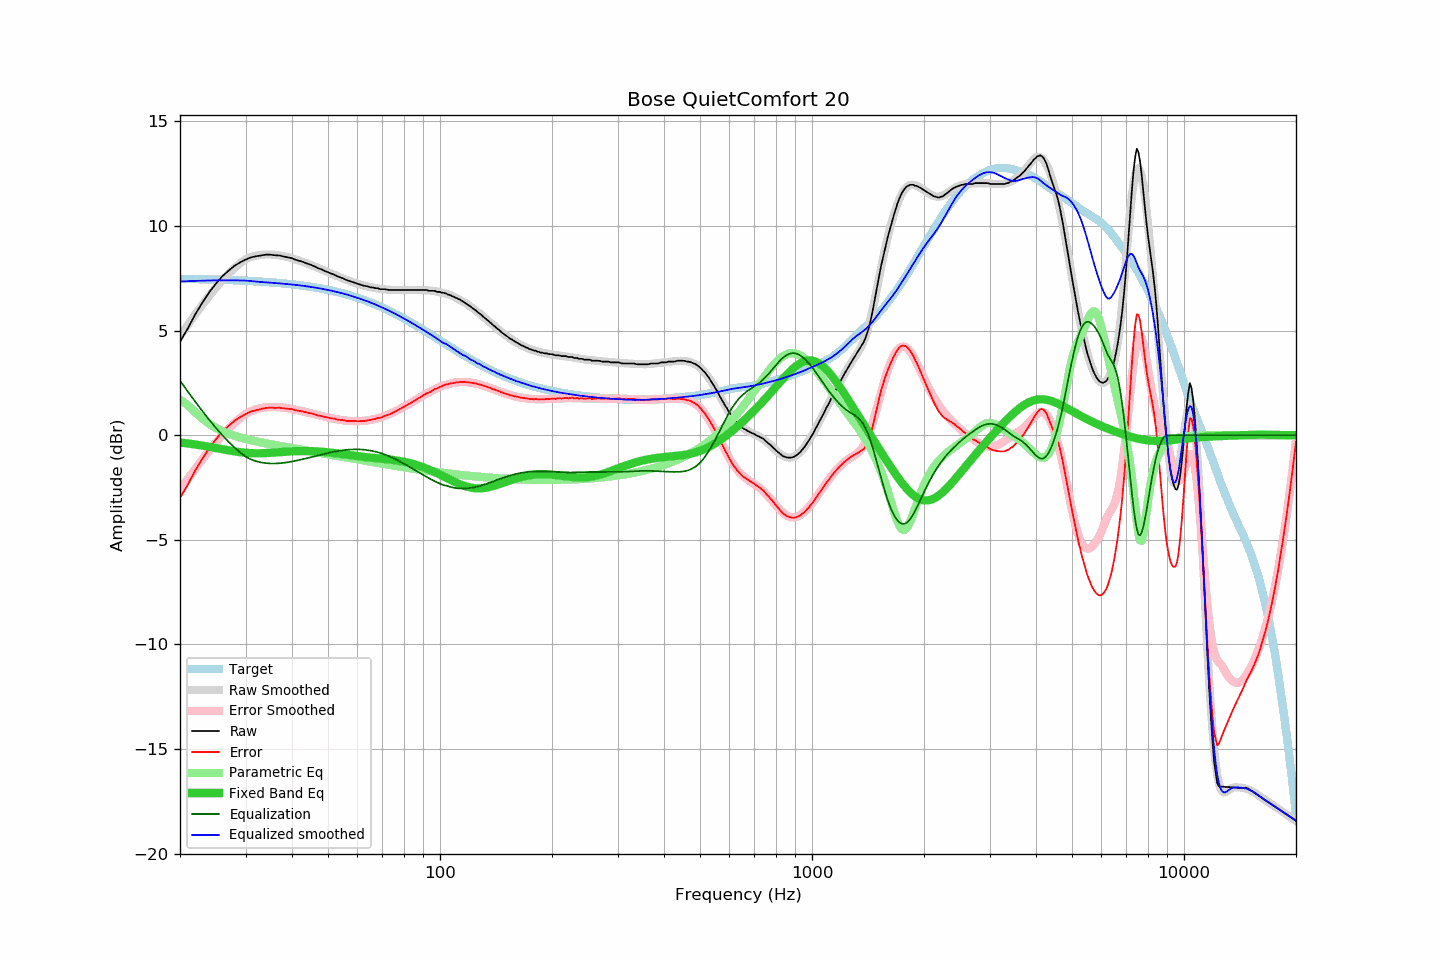 Bose QuietComfort 20
15
10
5
0
−5
−10
−15
−20
Amplitude (dBr)
Target
Raw Smoothed
Error Smoothed
Raw
Error
Parametric Eq
Fixed Band Eq
Equalization
Equalized smoothed
100
1000
10000
Frequency (Hz)